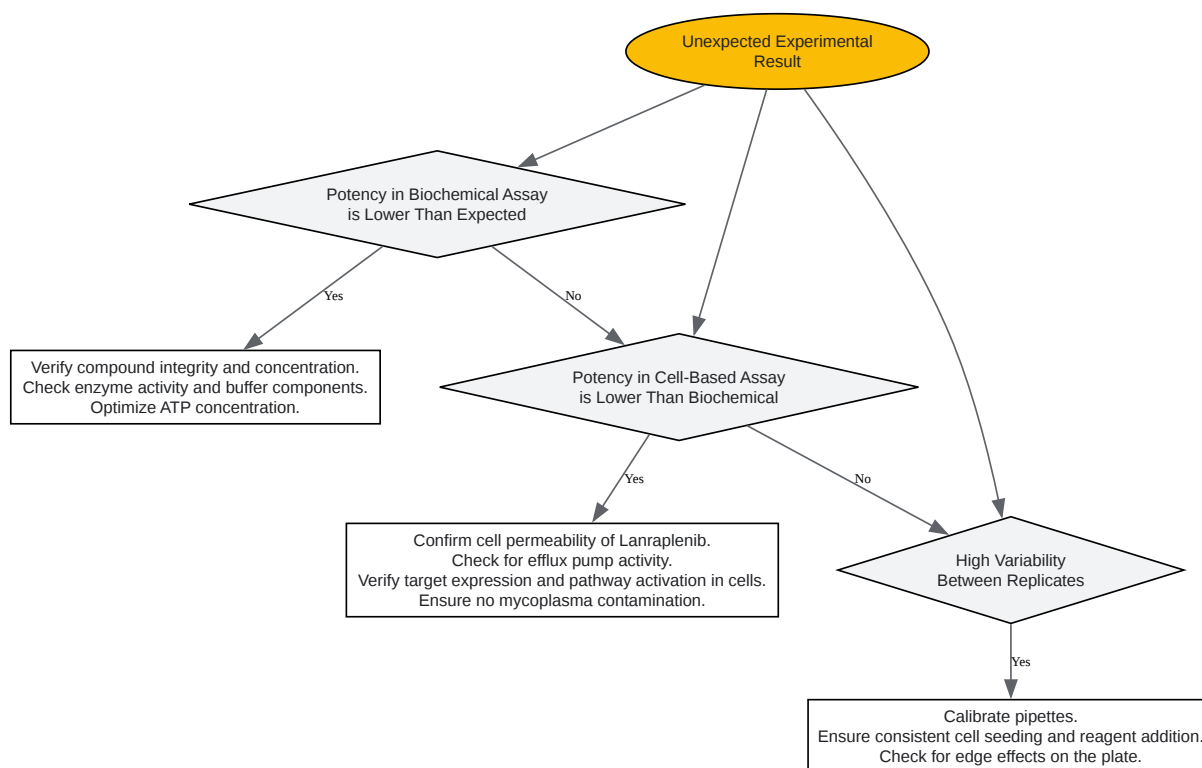 Unexpected Experimental
Result
Potency in Biochemical Assay
is Lower Than Expected
Yes
No
Verify compound integrity and concentration.
Check enzyme activity and buffer components.
Optimize ATP concentration.
Potency in Cell-Based Assay
is Lower Than Biochemical
Yes
No
Confirm cell permeability of Lanraplenib.
Check for efflux pump activity.
Verify target expression and pathway activation in cells.
Ensure no mycoplasma contamination.
High Variability
Between Replicates
Yes
Calibrate pipettes.
Ensure consistent cell seeding and reagent addition.
Check for edge effects on the plate.